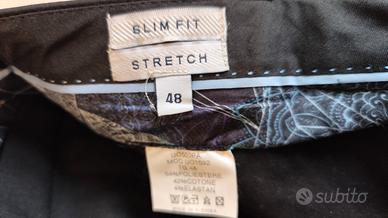 SLIM FIT
STRETCH
48
54%POLIESTERE
42%COTONE
4%ELASTAN
subito